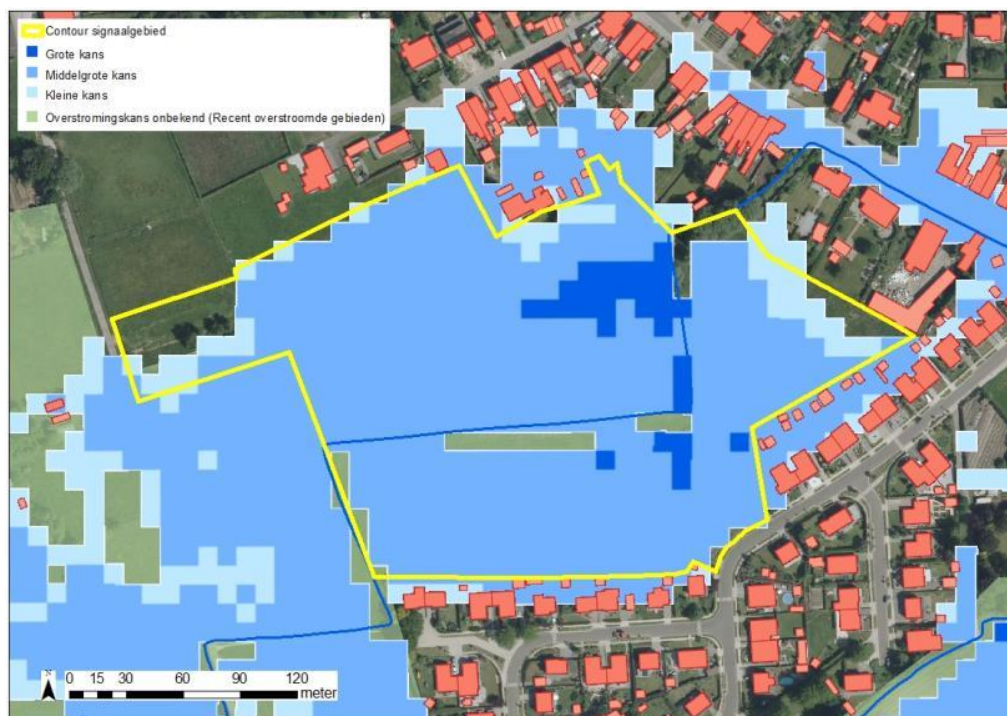 Contour signaalgebied
Grote kans
Middelgrote kans
Kleine kans
Overstromingskans onbekend (Recent overstroomde gebieden)
N
0 15 30 60 90 120
meter